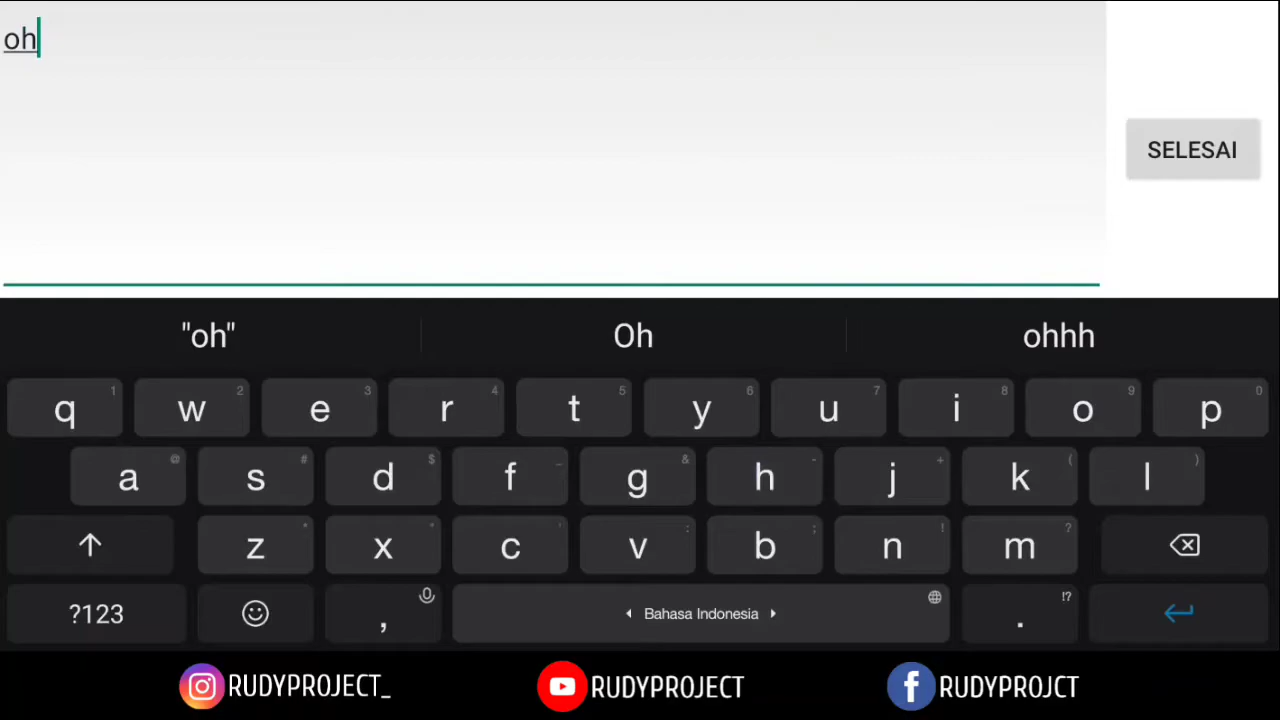 oh
SELESAI
"oh" Oh ohhh
q 1 w 2 e 3 r 4 t 5 y 6 u 7 i 8 o 9 p 0
a @ s # d $ f _ g & h - j + k ( l )
z * x " c ' v : b ; n ! m ?
?123 , Bahasa Indonesia . !?
RUDYPROJECT_ RUDYPROJECT RUDYPROJCT